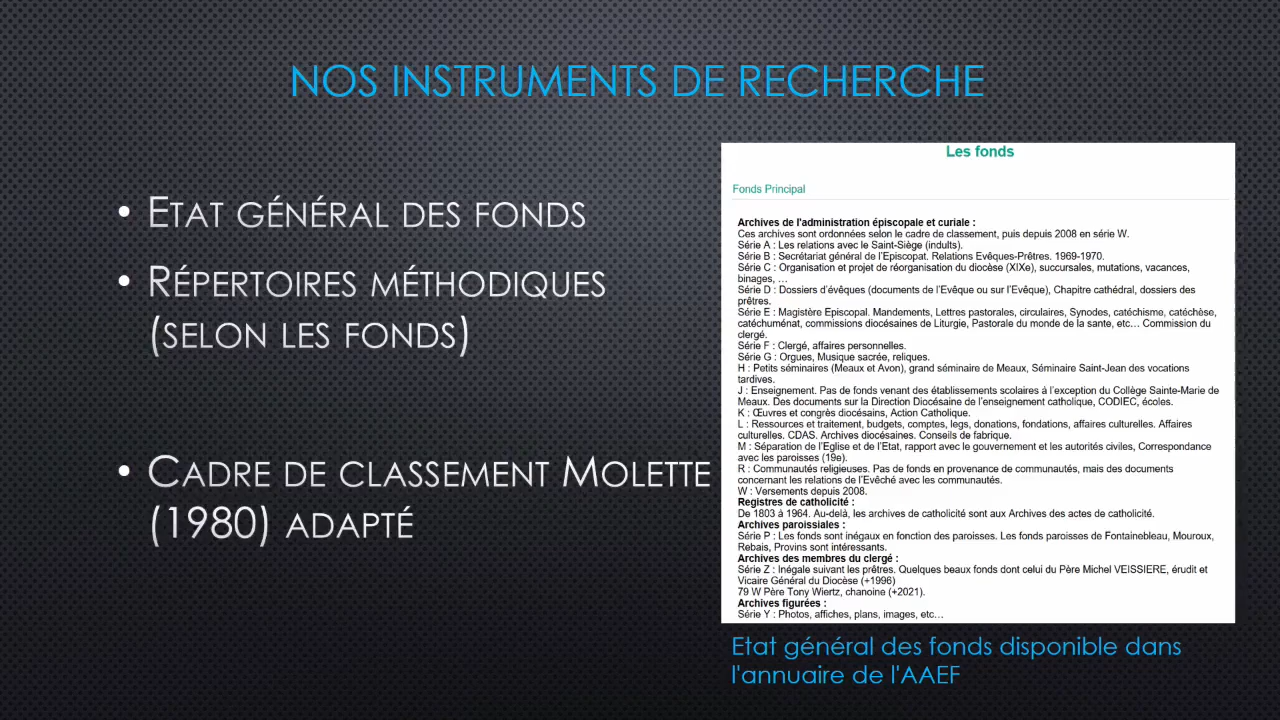 NOS INSTRUMENTS DE RECHERCHE
• ETAT GÉNÉRAL DES FONDS
• RÉPERTOIRES MÉTHODIQUES
(SELON LES FONDS)
• CADRE DE CLASSEMENT MOLETTE
(1980) ADAPTÉ
Les fonds
Fonds Principal
Archives de l'administration épiscopale et curiale :
Ces archives sont ordonnées selon le cadre de classement, puis depuis 2008 en série W.
Série A : Les relations avec le Saint-Siège (indults).
Série B : Secrétariat général de l'Episcopat. Relations Evêques-Prêtres. 1969-1970.
Série C : Organisation et projet de réorganisation du diocèse (XIXe), succursales, mutations, vacances,
binages, …
Série D : Dossiers d'évêques (documents de l'Evêque ou sur l'Evêque), Chapitre cathédral, dossiers des
prêtres.
Série E : Magistère Episcopal. Mandements, Lettres pastorales, circulaires, Synodes, catéchisme, catéchèse,
catéchuménat, commissions diocésaines de Liturgie, Pastorale du monde de la sante, etc… Commission du
clergé.
Série F : Clergé, affaires personnelles.
Série G : Orgues, Musique sacrée, reliques.
H : Petits séminaires (Meaux et Avon), grand séminaire de Meaux, Séminaire Saint-Jean des vocations
tardives.
J : Enseignement. Pas de fonds venant des établissements scolaires à l'exception du Collège Sainte-Marie de
Meaux. Des documents sur la Direction Diocésaine de l'enseignement catholique, CODIEC, écoles.
K : Œuvres et congrès diocésains, Action Catholique.
L : Ressources et traitement, budgets, comptes, legs, donations, fondations, affaires culturelles. Affaires
culturelles. CDAS. Archives diocésaines. Conseils de fabrique.
M : Séparation de l'Eglise et de l'Etat, rapport avec le gouvernement et les autorités civiles, Correspondance
avec les paroisses (19e).
R : Communautés religieuses. Pas de fonds en provenance de communautés, mais des documents
concernant les relations de l'Evêché avec les communautés.
W : Versements depuis 2008.
Registres de catholicité :
De 1803 à 1964. Au-delà, les archives de catholicité sont aux Archives des actes de catholicité.
Archives paroissiales :
Série P : Les fonds sont inégaux en fonction des paroisses. Les fonds paroisses de Fontainebleau, Mouroux,
Rebais, Provins sont intéressants.
Archives des membres du clergé :
Série Z : Inégale suivant les prêtres. Quelques beaux fonds dont celui du Père Michel VEISSIERE, érudit et
Vicaire Général du Diocèse (+1996)
79 W Père Tony Wiertz, chanoine (+2021).
Archives figurées :
Série Y : Photos, affiches, plans, images, etc…
Etat général des fonds disponible dans
l'annuaire de l'AAEF